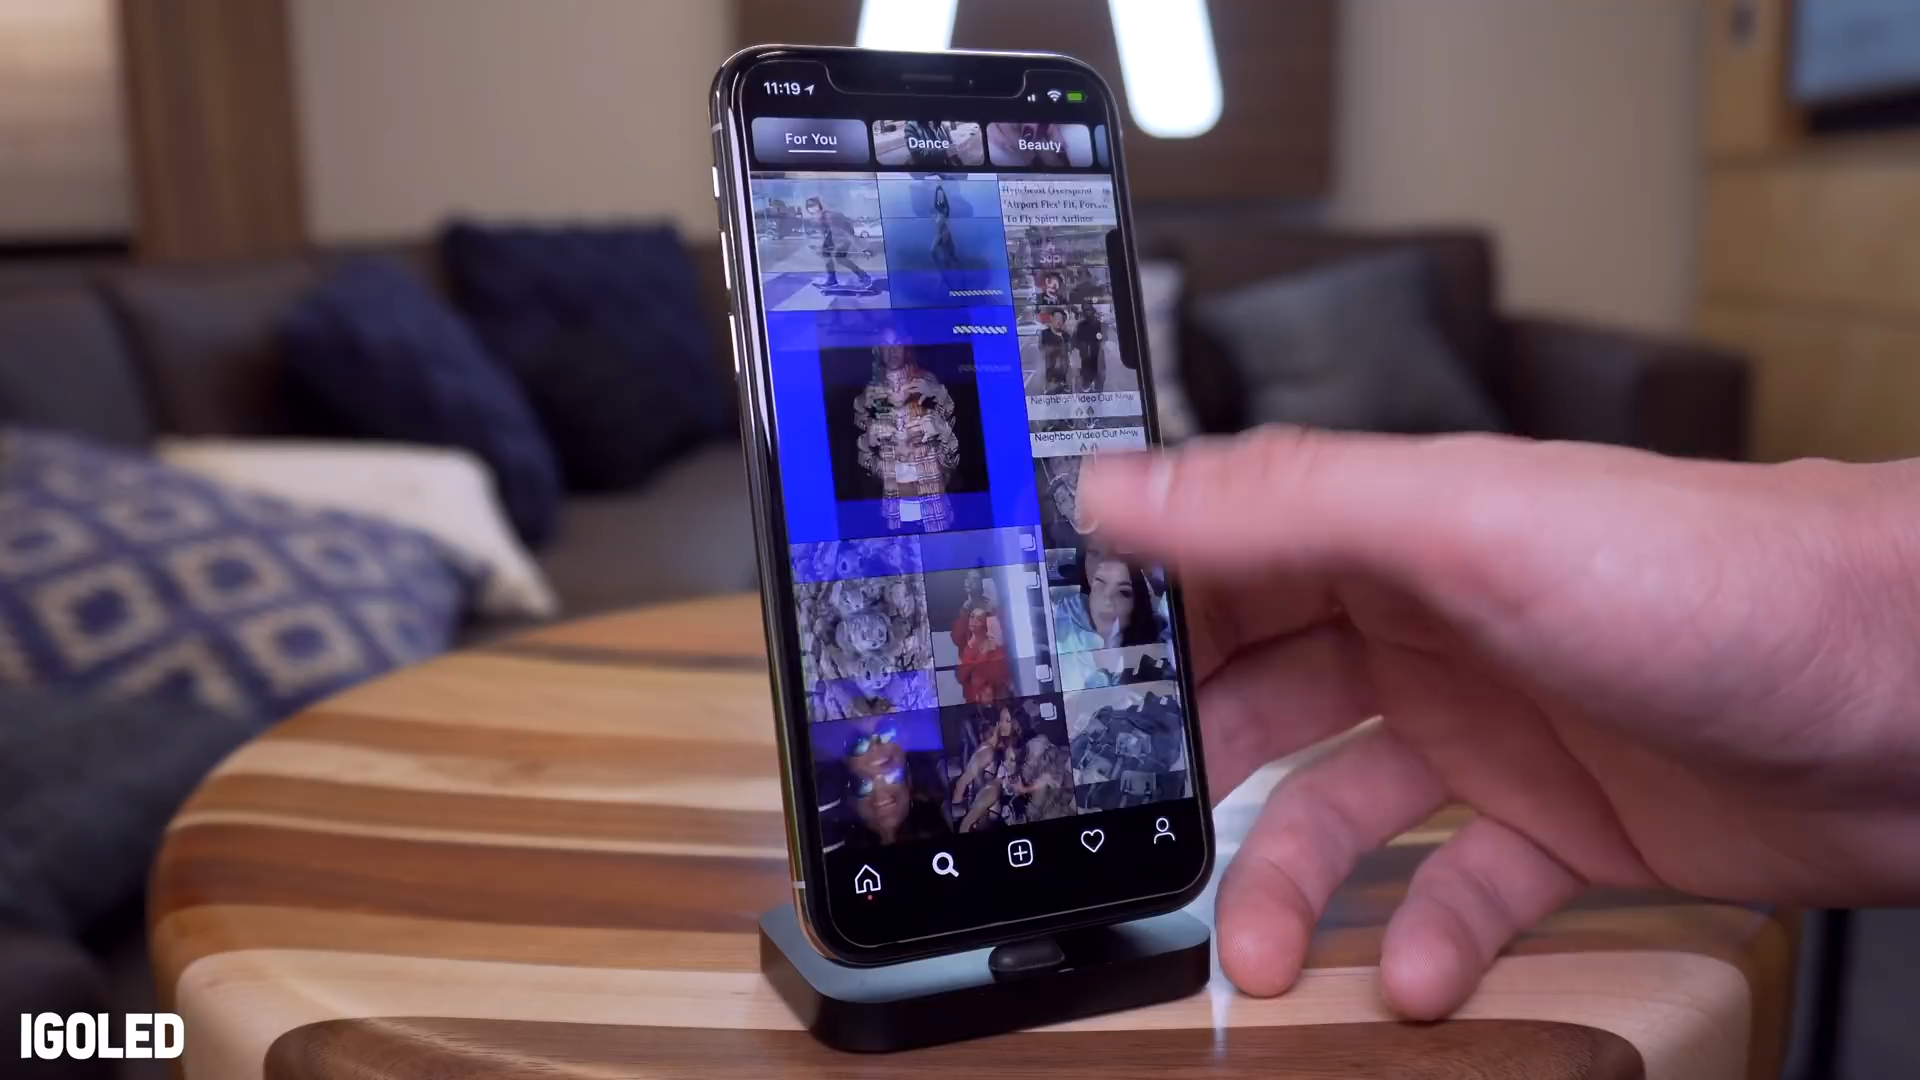 11:19
For You
Dance
Beauty
Hypebeast Overspent
'Airport Flex' Fit, For
To Fly Spirit Airlines
Neighbor Video Out Now
Neighbor Video Out Now
IGOLED